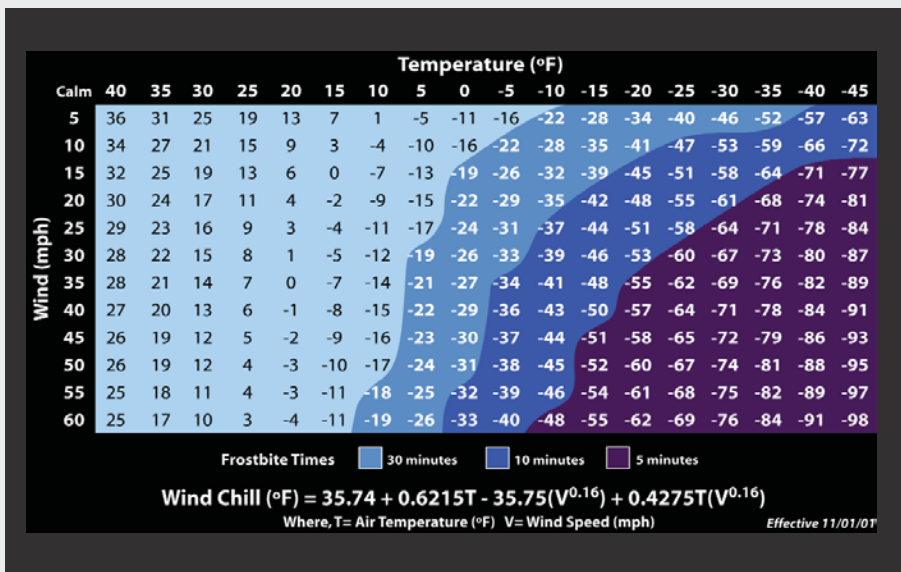 Temperature (ºF)
Calm 40 35 30 25 20 15 10 5 0 -5 -10 -15 -20 -25 -30 -35 -40 -45
5 36 31 25 19 13 7 1 -5 -11 -16 -22 -28 -34 -40 -46 -52 -57 -63
10 34 27 21 15 9 3 -4 -10 -16 -22 -28 -35 -41 -47 -53 -59 -66 -72
15 32 25 19 13 6 0 -7 -13 -19 -26 -32 -39 -45 -51 -58 -64 -71 -77
20 30 24 17 11 4 -2 -9 -15 -22 -29 -35 -42 -48 -55 -61 -68 -74 -81
25 29 23 16 9 3 -4 -11 -17 -24 -31 -37 -44 -51 -58 -64 -71 -78 -84
30 28 22 15 8 1 -5 -12 -19 -26 -33 -39 -46 -53 -60 -67 -73 -80 -87
35 28 21 14 7 0 -7 -14 -21 -27 -34 -41 -48 -55 -62 -69 -76 -82 -89
40 27 20 13 6 -1 -8 -15 -22 -29 -36 -43 -50 -57 -64 -71 -78 -84 -91
45 26 19 12 5 -2 -9 -16 -23 -30 -37 -44 -51 -58 -65 -72 -79 -86 -93
50 26 19 12 4 -3 -10 -17 -24 -31 -38 -45 -52 -60 -67 -74 -81 -88 -95
55 25 18 11 4 -3 -11 -18 -25 -32 -39 -46 -54 -61 -68 -75 -82 -89 -97
60 25 17 10 3 -4 -11 -19 -26 -33 -40 -48 -55 -62 -69 -76 -84 -91 -98
Wind (mph)
Frostbite Times 30 minutes 10 minutes 5 minutes
Wind Chill (ºF) = 35.74 + 0.6215T - 35.75(V^0.16) + 0.4275T(V^0.16)
Where, T= Air Temperature (ºF) V= Wind Speed (mph)
Effective 11/01/01